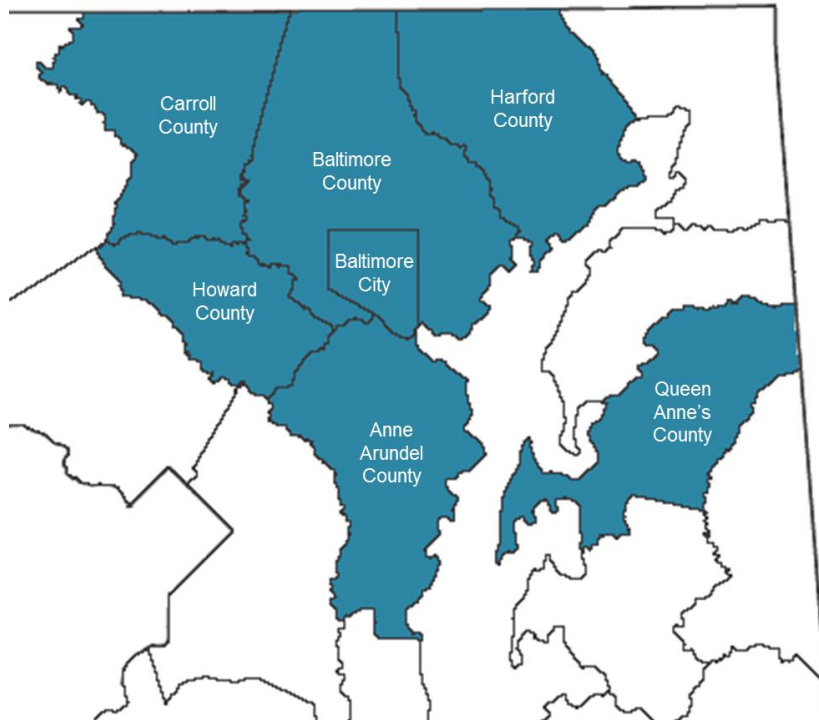 Carroll
County
Harford
County
Baltimore
County
Baltimore
City
Howard
County
Queen
Anne's
County
Anne
Arundel
County